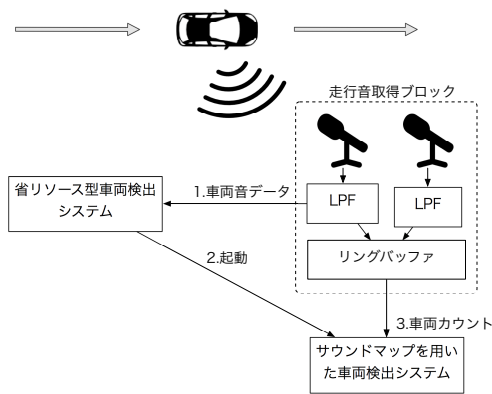 走行音取得ブロック
1.車両音データ
LPF
LPF
省リソース型車両検出
システム
リングバッファ
2.起動
3.車両カウント
サウンドマップを用い
た車両検出システム